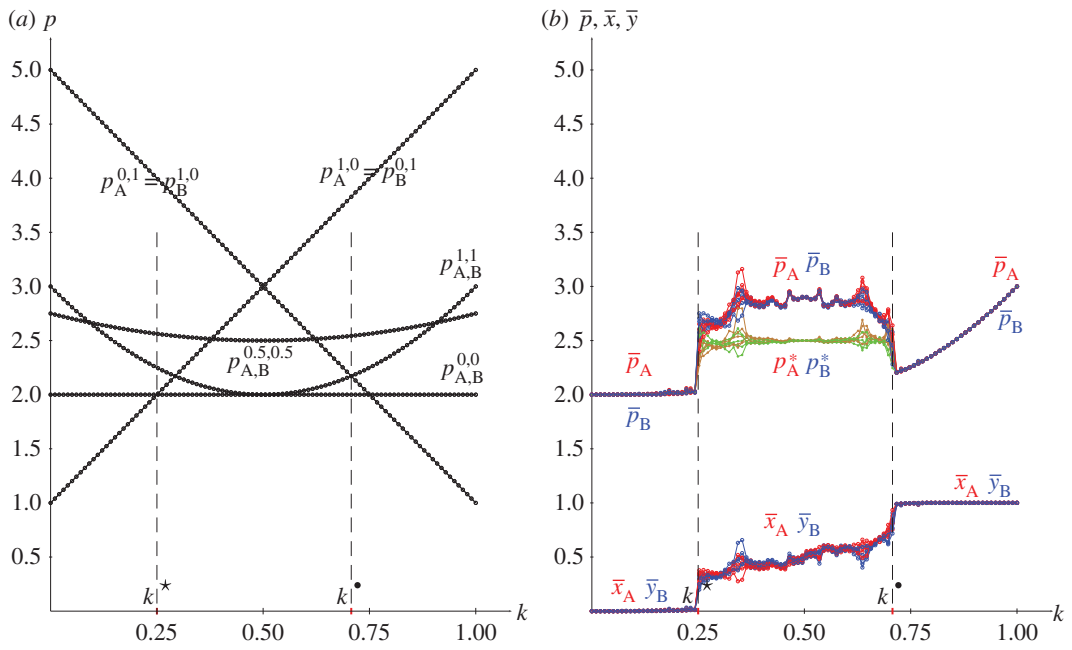 (a) p
5.0
4.5
4.0
3.5
3.0
2.5
2.0
1.5
1.0
0.5
p_A^{0,1} = p_B^{1,0}
p_A^{1,0} = p_B^{0,1}
p_{A,B}^{1,1}
p_{A,B}^{0.5,0.5}
p_{A,B}^{0,0}
k^⋆
k^•
k
0.25
0.50
0.75
1.00
(b) p̅, x̅, y̅
5.0
4.5
4.0
3.5
3.0
2.5
2.0
1.5
1.0
0.5
p̅_A p̅_B
p̅_A
p̅_B
p̅_A
p_A^* p_B^*
p̅_B
x̅_A y̅_B
x̅_A y̅_B
x̅_A y̅_B
k^⋆
k^•
k
0.25
0.50
0.75
1.00